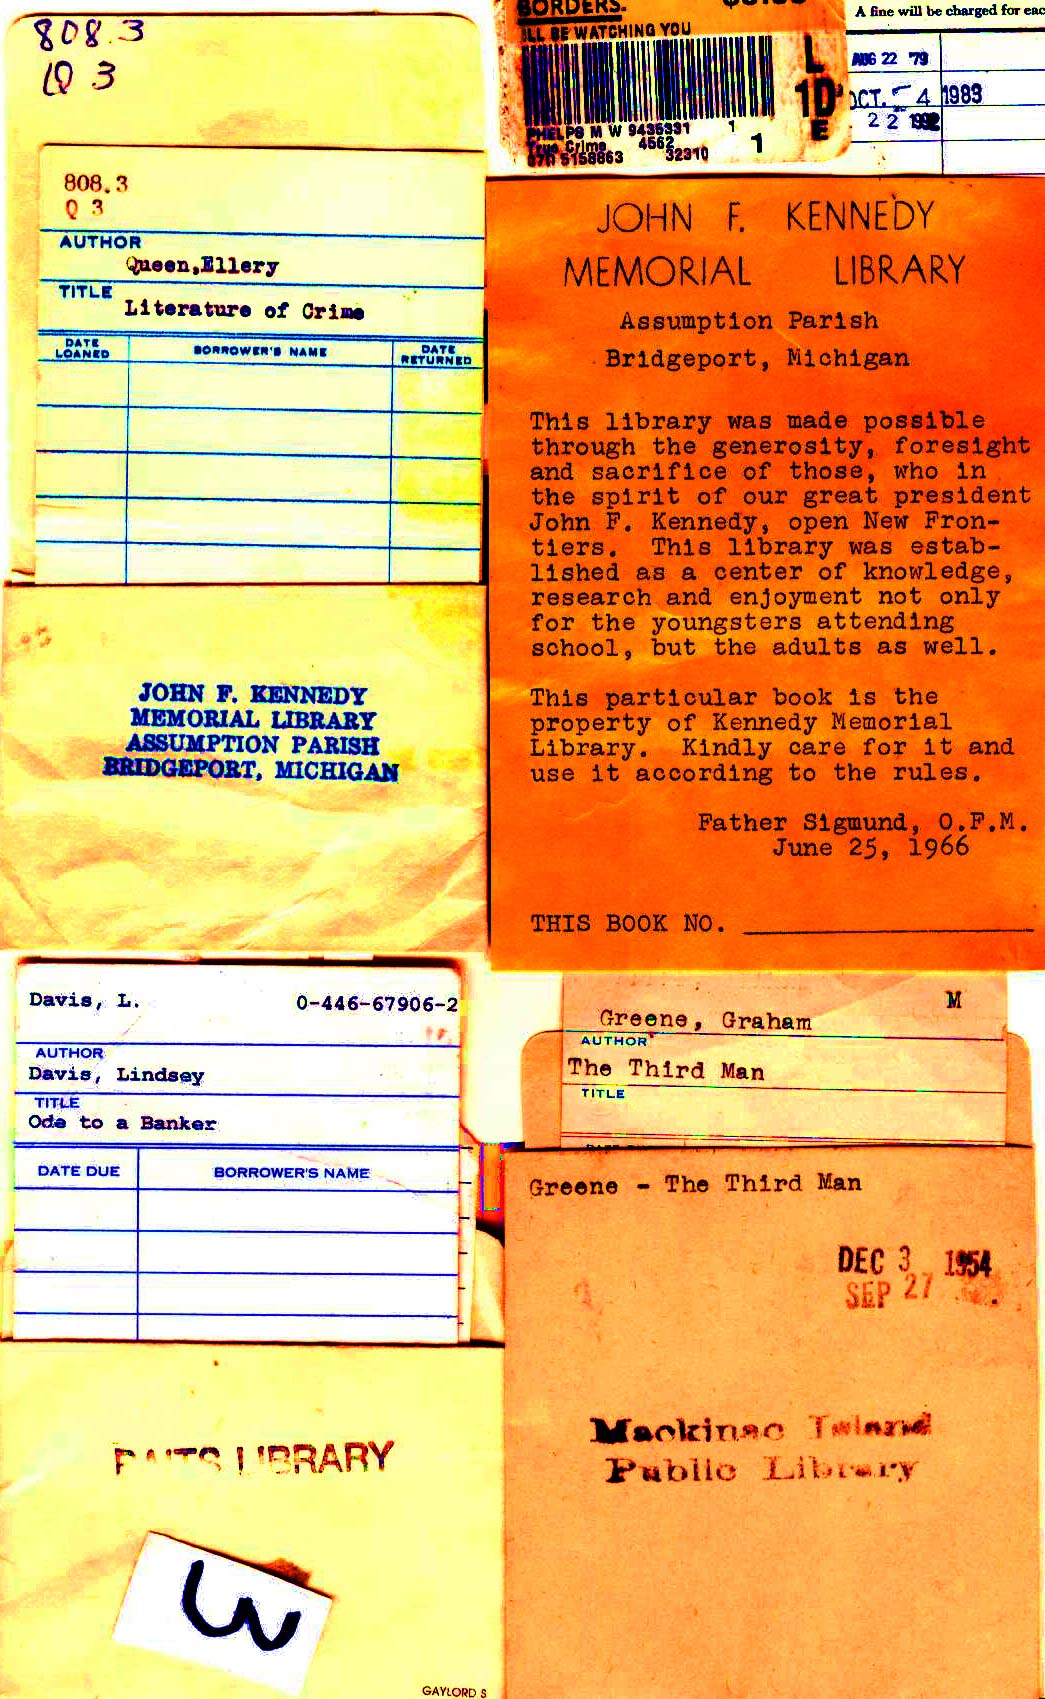 808.3
Q 3
808.3
Q 3
AUTHOR
Queen,Ellery
TITLE
Literature of Crime
DATE LOANED
BORROWER'S NAME
DATE RETURNED
JOHN F. KENNEDY
MEMORIAL LIBRARY
ASSUMPTION PARISH
BRIDGEPORT, MICHIGAN
BORDERS.
ILL BE WATCHING YOU
L
1D
E
PHELPS M W 9435331 1
True Crime 4562
5158863 32310 1
A fine will be charged for eac
AUG 22 '79
OCT. - 4 1983
22 1992
JOHN F. KENNEDY
MEMORIAL LIBRARY
Assumption Parish
Bridgeport, Michigan
This library was made possible
through the generosity, foresight
and sacrifice of those, who in
the spirit of our great president
John F. Kennedy, open New Fron-
tiers. This library was estab-
lished as a center of knowledge,
research and enjoyment not only
for the youngsters attending
school, but the adults as well.
This particular book is the
property of Kennedy Memorial
Library. Kindly care for it and
use it according to the rules.
Father Sigmund, O.F.M.
June 25, 1966
THIS BOOK NO.
Davis, L. 0-446-67906-2
AUTHOR
Davis, Lindsey
TITLE
Ode to a Banker
DATE DUE BORROWER'S NAME
LIBRARY
3
GAYLORD S
M
Greene, Graham
AUTHOR
The Third Man
TITLE
Greene - The Third Man
DEC 3 1954
SEP 27
Mackinac Island
Public Library